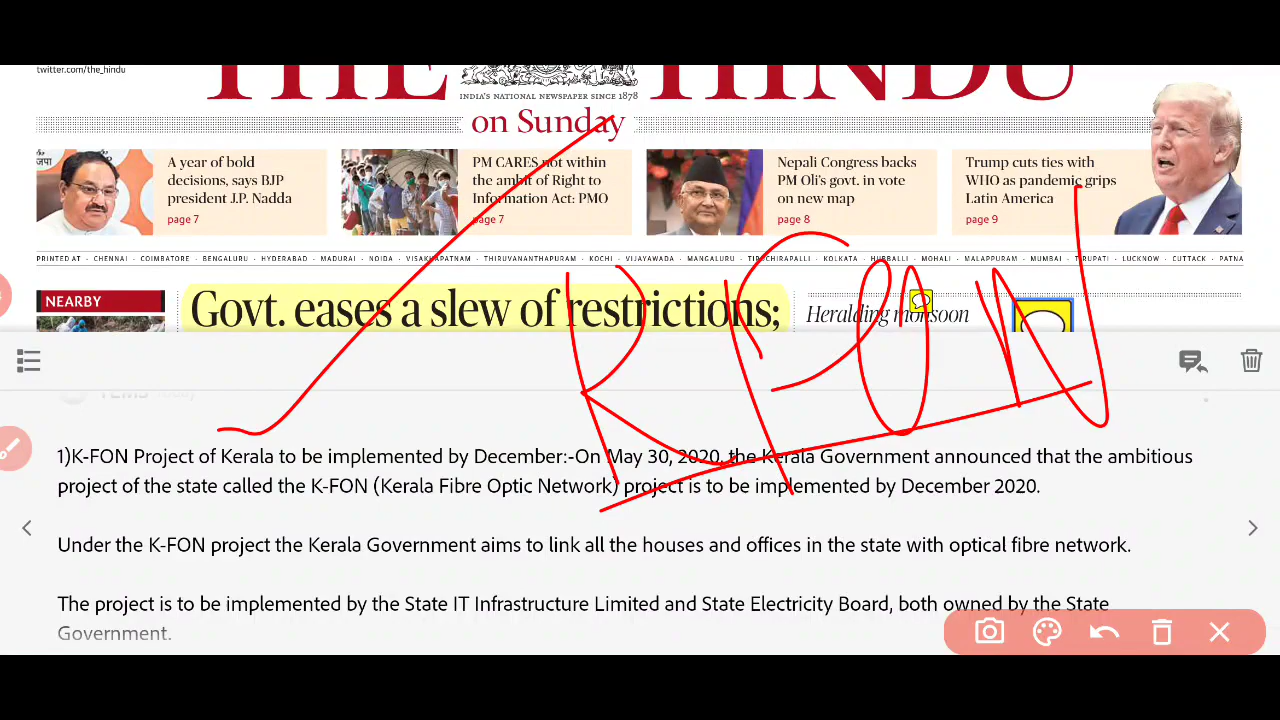 twitter.com/the_hindu
THE HINDU
INDIA'S NATIONAL NEWSPAPER SINCE 1878
on Sunday
A year of bold
decisions, says BJP
president J.P. Nadda
page 7
PM CARES not within
the ambit of Right to
Information Act: PMO
page 7
Nepali Congress backs
PM Oli's govt. in vote
on new map
page 8
Trump cuts ties with
WHO as pandemic grips
Latin America
page 9
PRINTED AT · CHENNAI · COIMBATORE · BENGALURU · HYDERABAD · MADURAI · NOIDA · VISAKHAPATNAM · THIRUVANANTHAPURAM · KOCHI · VIJAYAWADA · MANGALURU · TIRUCHIRAPALLI · KOLKATA · HUBBALLI · MOHALI · MALAPPURAM · MUMBAI · TIRUPATI · LUCKNOW · CUTTACK · PATNA
NEARBY
Govt. eases a slew of restrictions;
Heralding monsoon
KFON
1)K-FON Project of Kerala to be implemented by December:-On May 30, 2020, the Kerala Government announced that the ambitious
project of the state called the K-FON (Kerala Fibre Optic Network) project is to be implemented by December 2020.
Under the K-FON project the Kerala Government aims to link all the houses and offices in the state with optical fibre network.
The project is to be implemented by the State IT Infrastructure Limited and State Electricity Board, both owned by the State
Government.